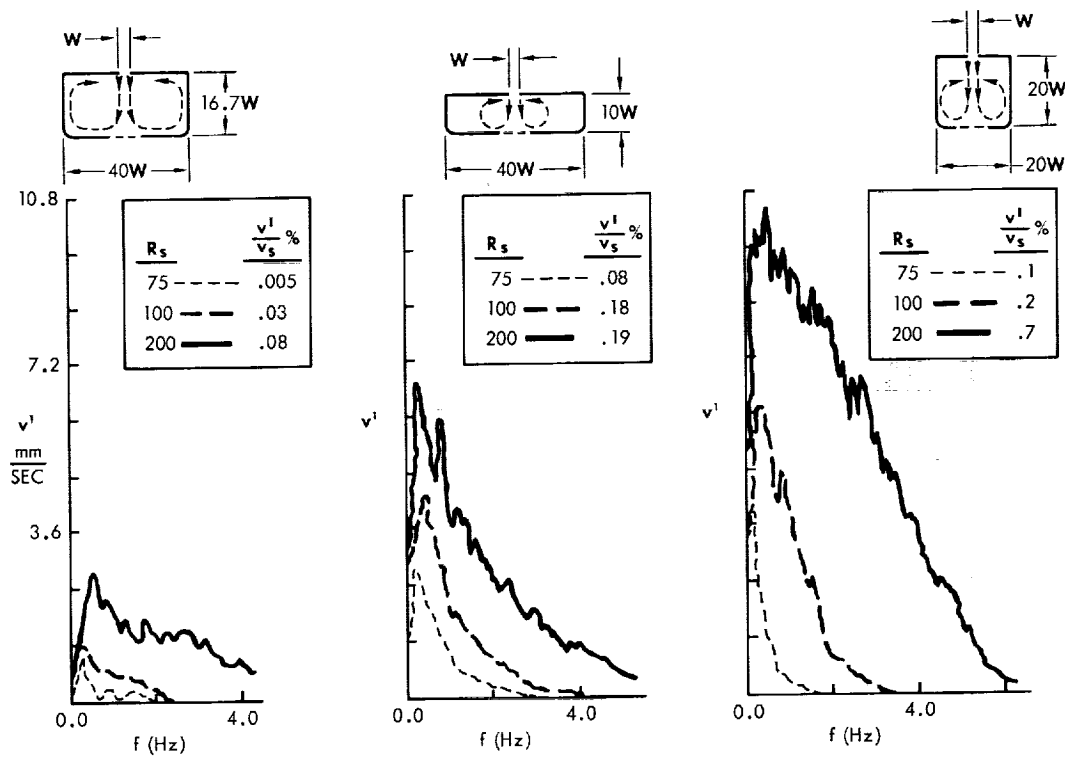 W
16.7W
40W
W
10W
40W
W
20W
20W
10.8
7.2
v'
mm
SEC
3.6
Rs v'/vs %
75 .005
100 .03
200 .08
0.0 4.0
f (Hz)
v'
Rs v'/vs %
75 .08
100 .18
200 .19
0.0 4.0
f (Hz)
v'
Rs v'/vs %
75 .1
100 .2
200 .7
0.0 4.0
f (Hz)